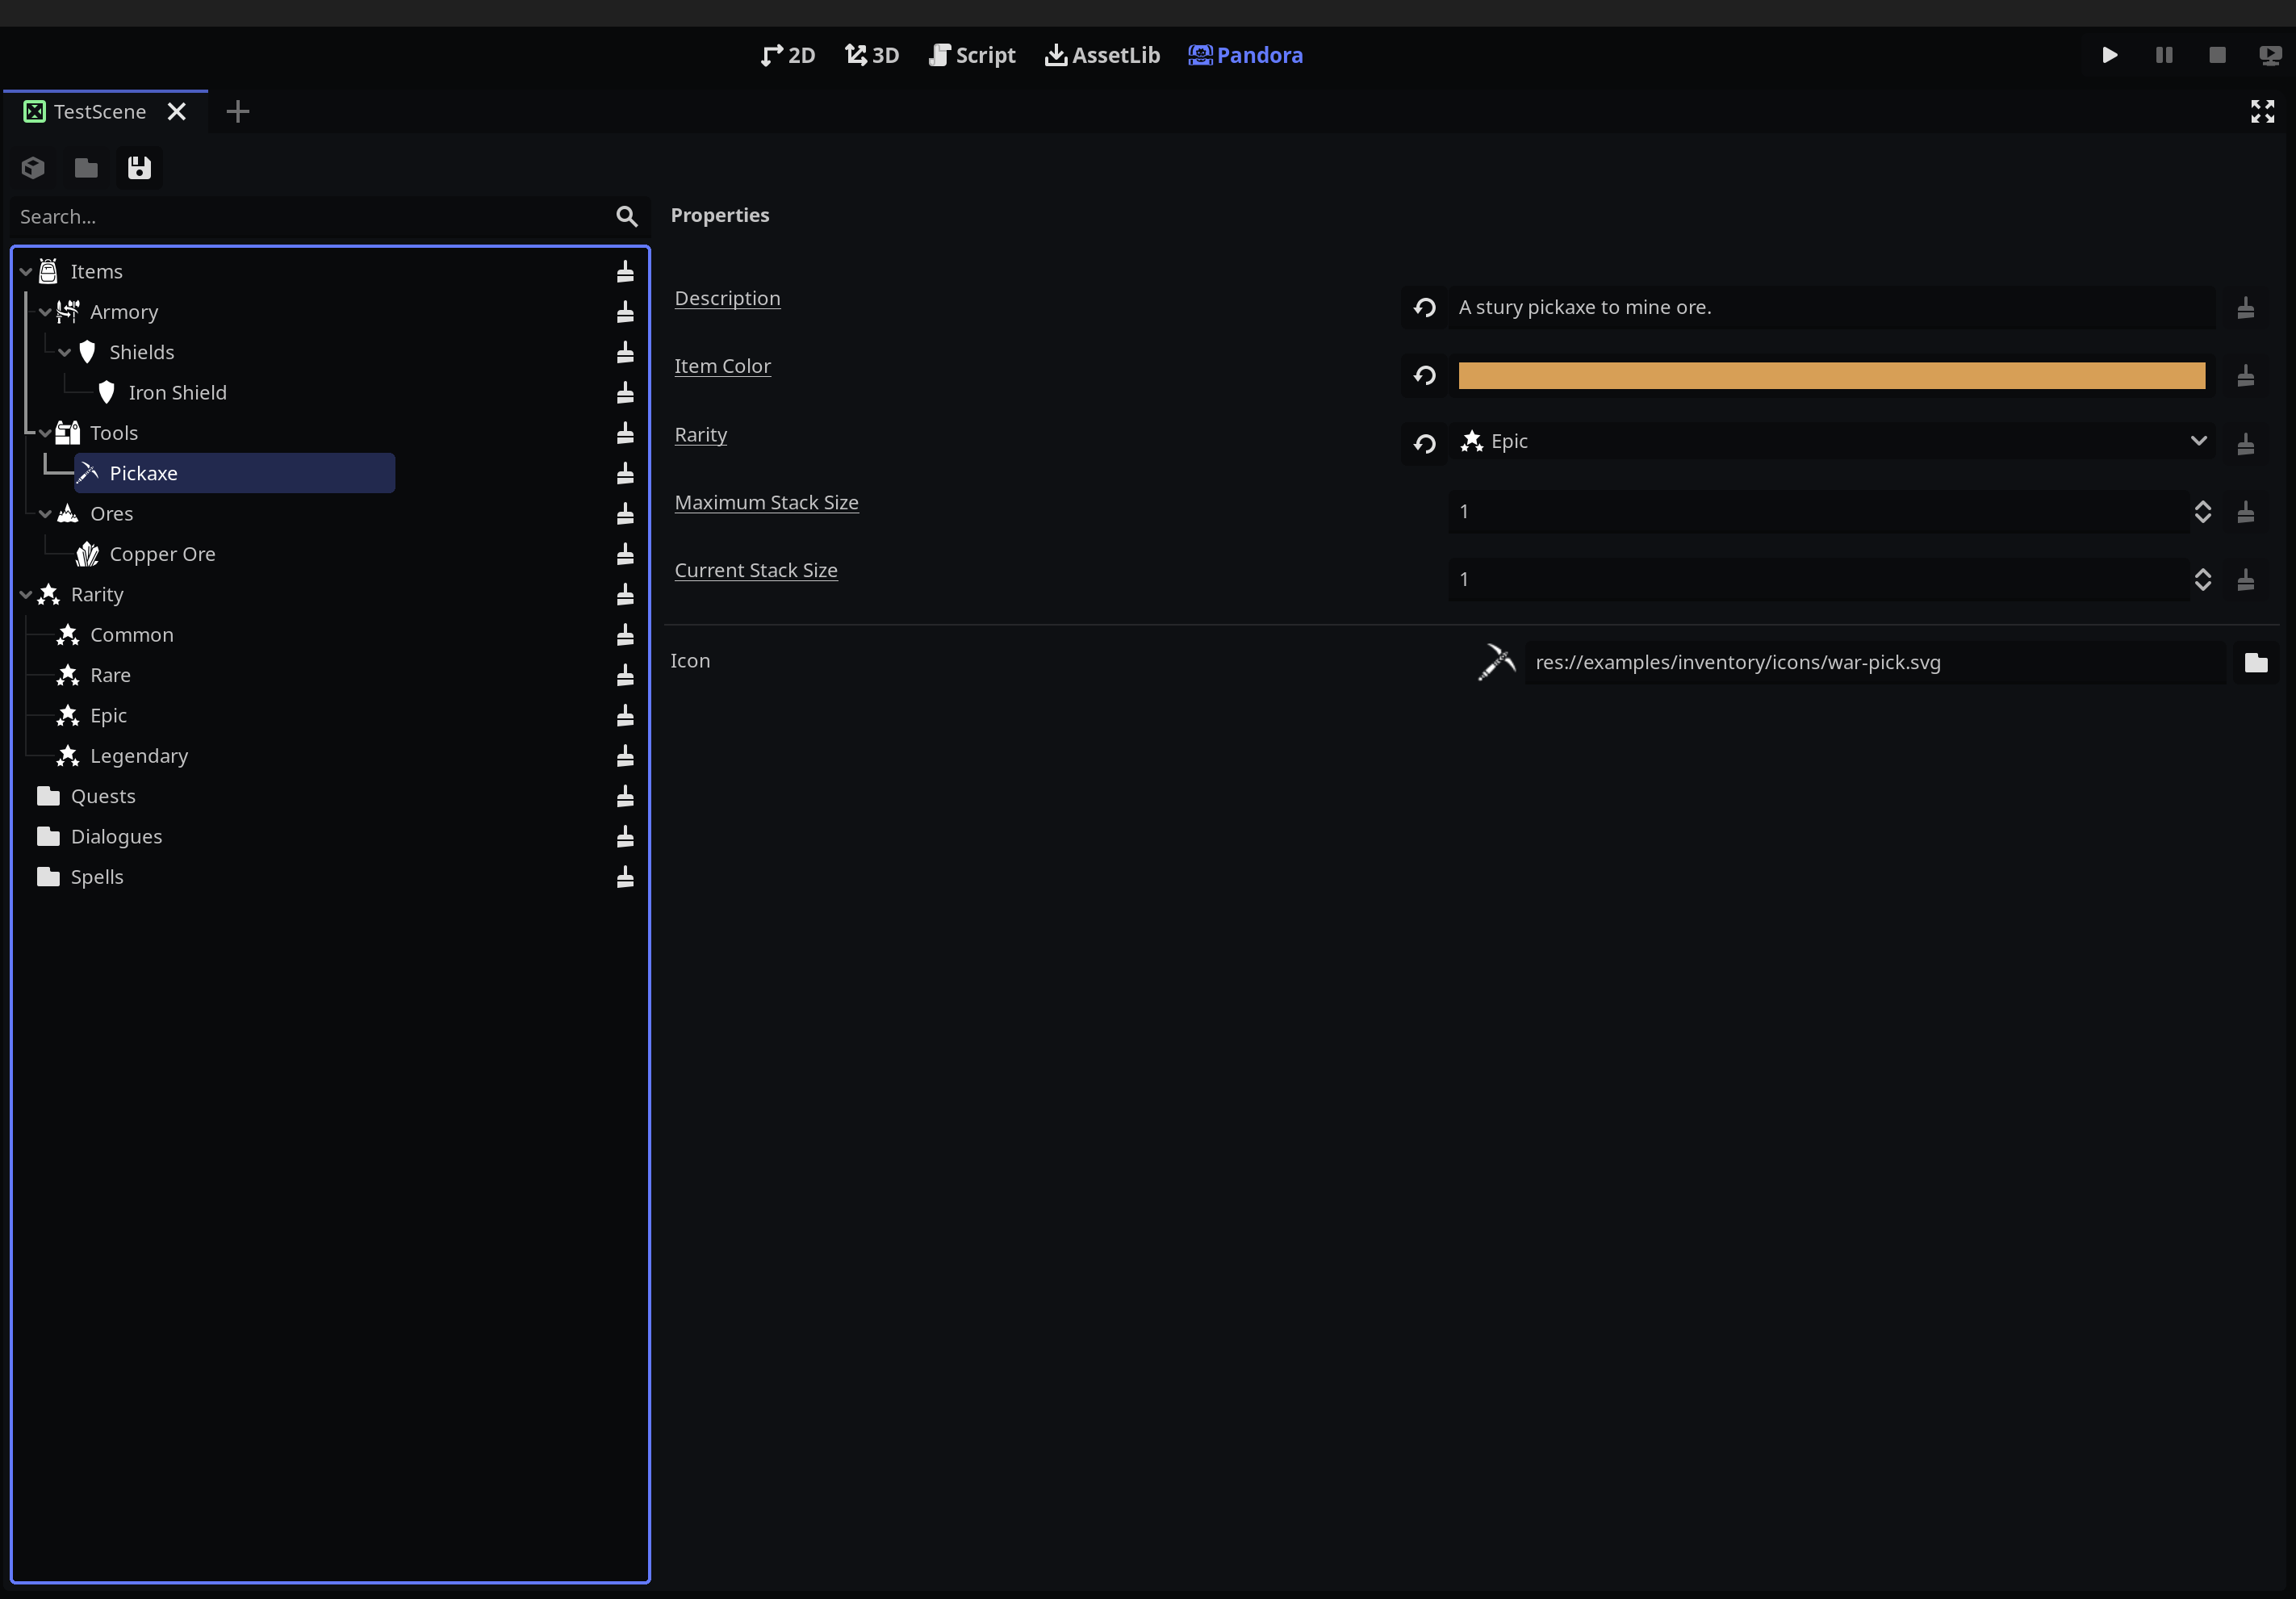 2D 3D Script AssetLib Pandora
TestScene
Search...
Items
Armory
Shields
Iron Shield
Tools
Pickaxe
Ores
Copper Ore
Rarity
Common
Rare
Epic
Legendary
Quests
Dialogues
Spells
Properties
Description
A stury pickaxe to mine ore.
Item Color
Rarity
Epic
Maximum Stack Size
1
Current Stack Size
1
Icon
res://examples/inventory/icons/war-pick.svg